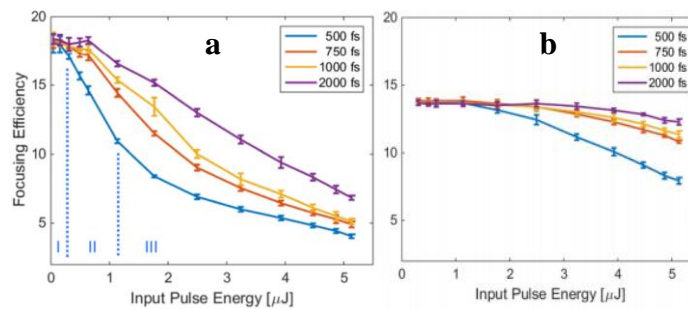 a
500 fs
750 fs
1000 fs
2000 fs
Focusing Efficiency
20
15
10
5
I II III
0 1 2 3 4 5
Input Pulse Energy [μJ]
b
500 fs
750 fs
1000 fs
2000 fs
20
15
10
5
0 1 2 3 4 5
Input Pulse Energy [μJ]